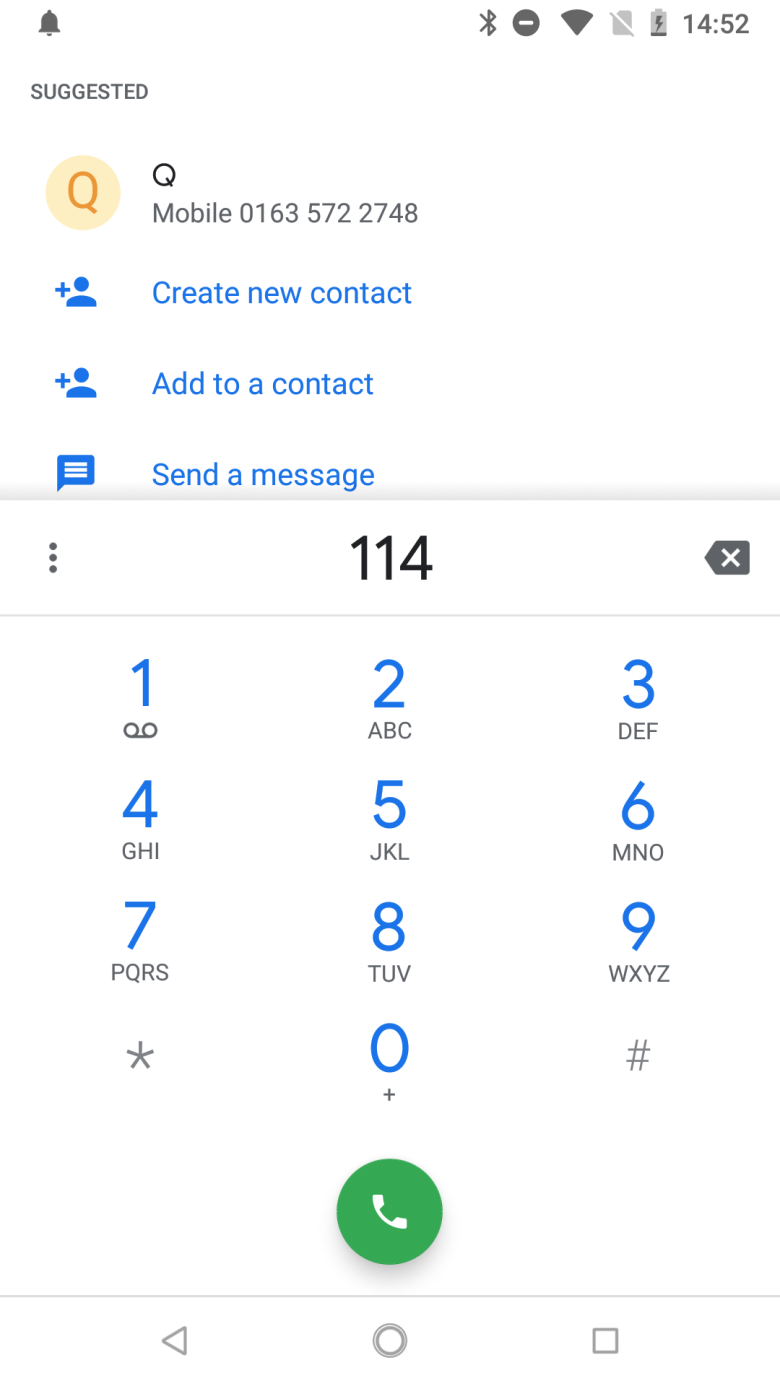 14:52
SUGGESTED
Q
Q
Mobile 0163 572 2748
Create new contact
Add to a contact
Send a message
114
1 2 3
ABC DEF
4 5 6
GHI JKL MNO
7 8 9
PQRS TUV WXYZ
* 0 #
+